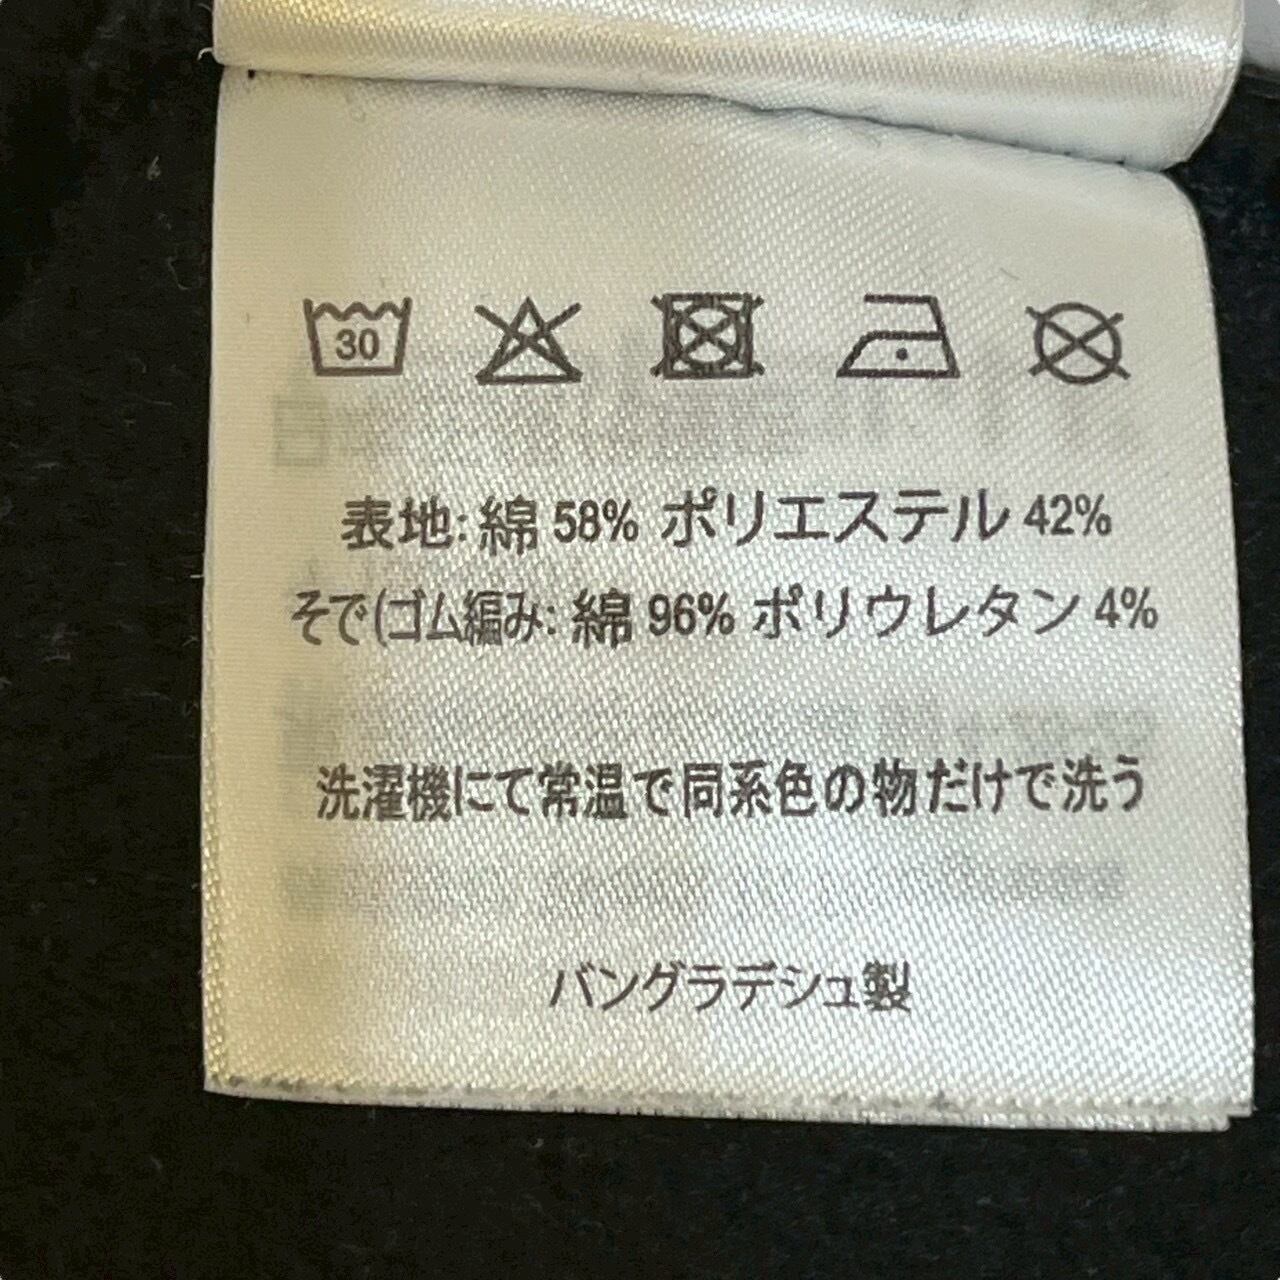 30
表地: 綿 58% ポリエステル 42%
そで(ゴム編み: 綿 96% ポリウレタン 4%
洗濯機にて常温で同系色の物だけで洗う
バングラデシュ製